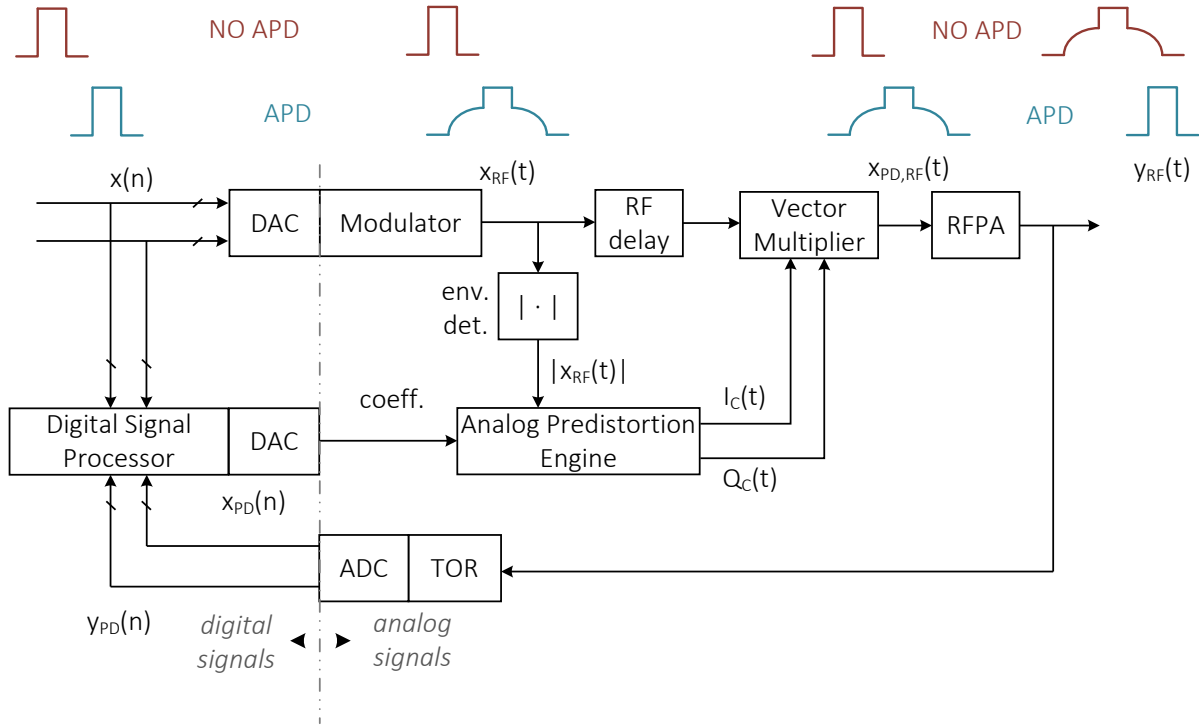 NO APD
NO APD
APD
APD
x(n)
x_RF(t)
x_PD,RF(t)
y_RF(t)
DAC
Modulator
RF
delay
Vector
Multiplier
RFPA
env.
det.
| · |
|x_RF(t)|
coeff.
I_C(t)
Digital Signal
Processor
DAC
Analog Predistortion
Engine
x_PD(n)
Q_C(t)
ADC
TOR
y_PD(n)
digital
signals
analog
signals